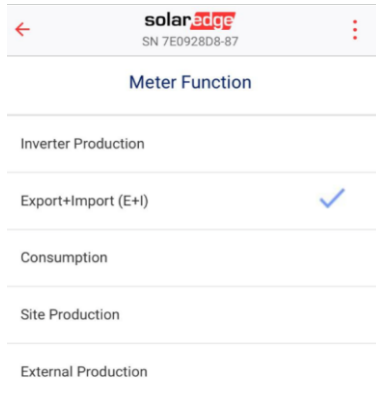 solaredge
SN 7E0928D8-87
Meter Function
Inverter Production
Export+Import (E+I)
Consumption
Site Production
External Production